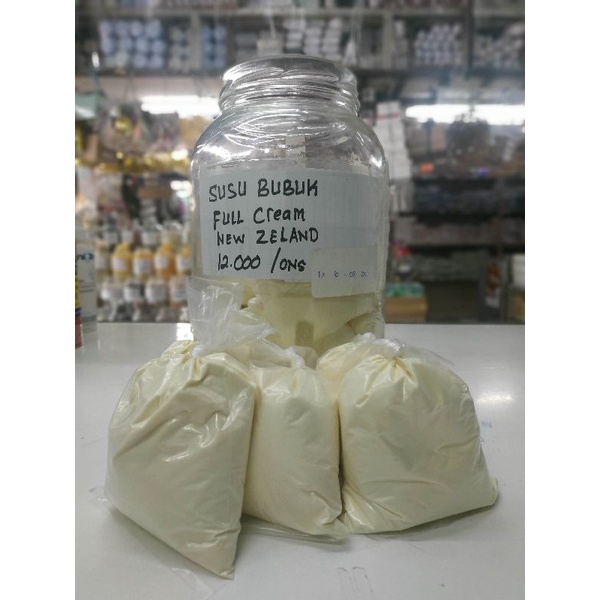 SUSU BUBUK
FULL Cream
NEW ZELAND
12.000 /ONS